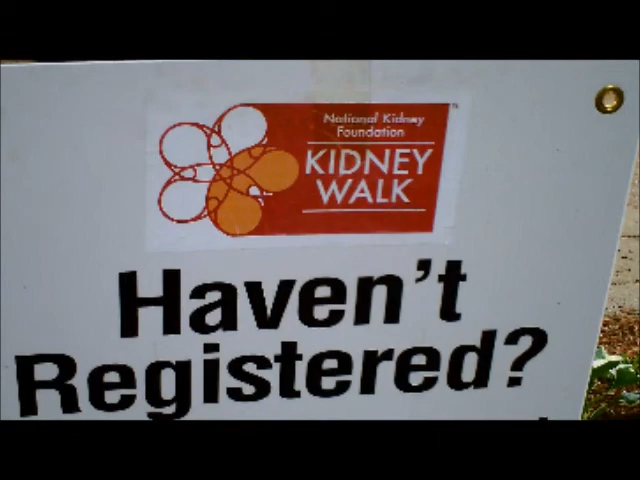 National Kidney
Foundation
KIDNEY
WALK
Haven't
Registered?